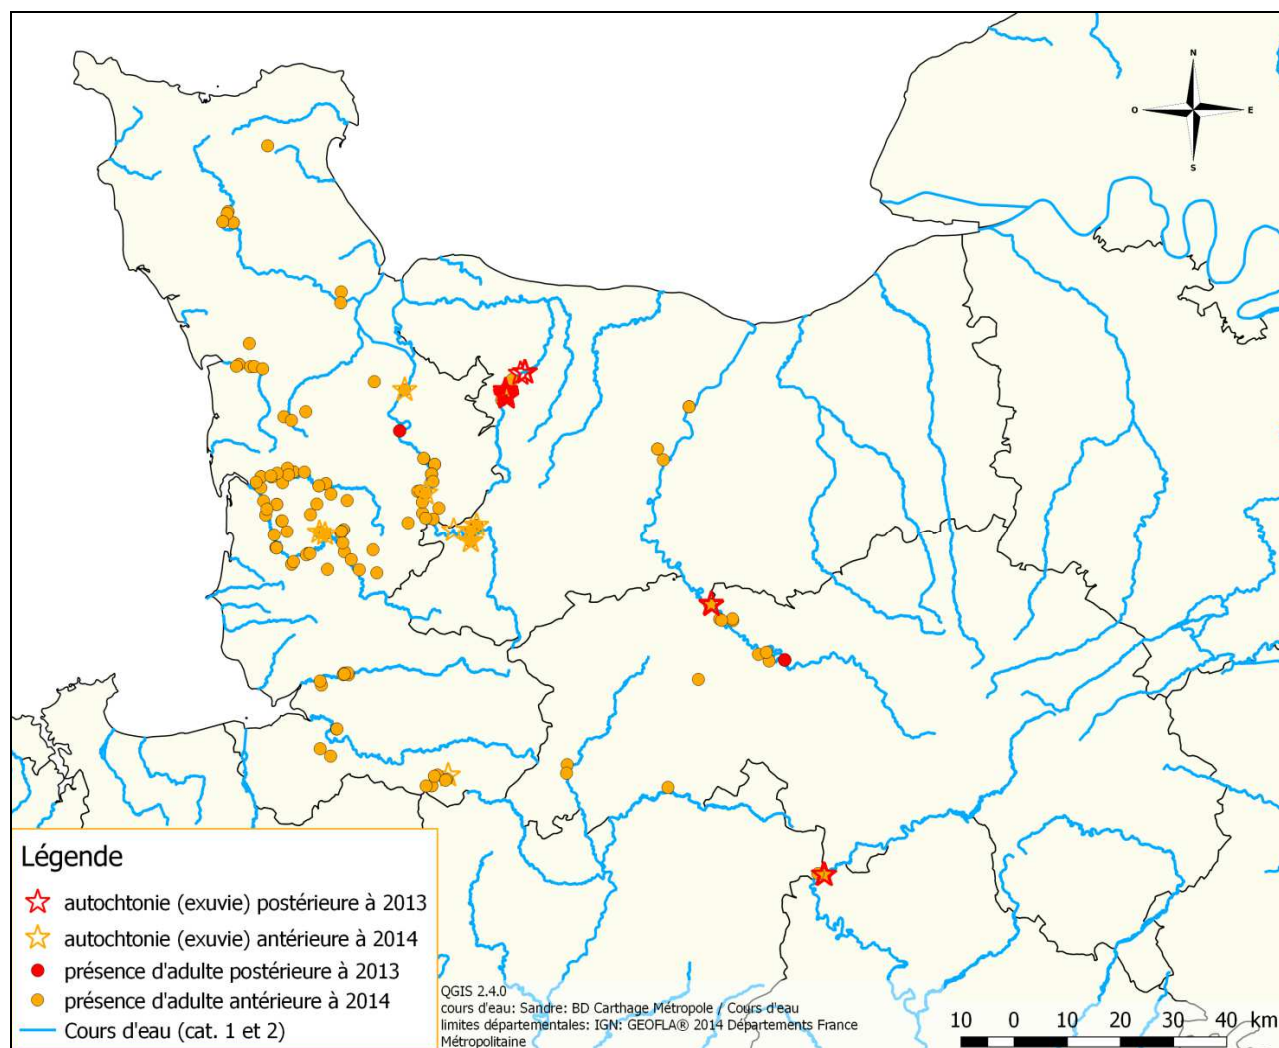 N
O
E
S
Légende
autochtonie (exuvie) postérieure à 2013
autochtonie (exuvie) antérieure à 2014
présence d'adulte postérieure à 2013
présence d'adulte antérieure à 2014
Cours d'eau (cat. 1 et 2)
QGIS 2.4.0
cours d'eau: Sandre: BD Carthage Métropole / Cours d'eau
limites départementales: IGN: GEOFLA® 2014 Départements France
Métropolitaine
10 0 10 20 30 40 km